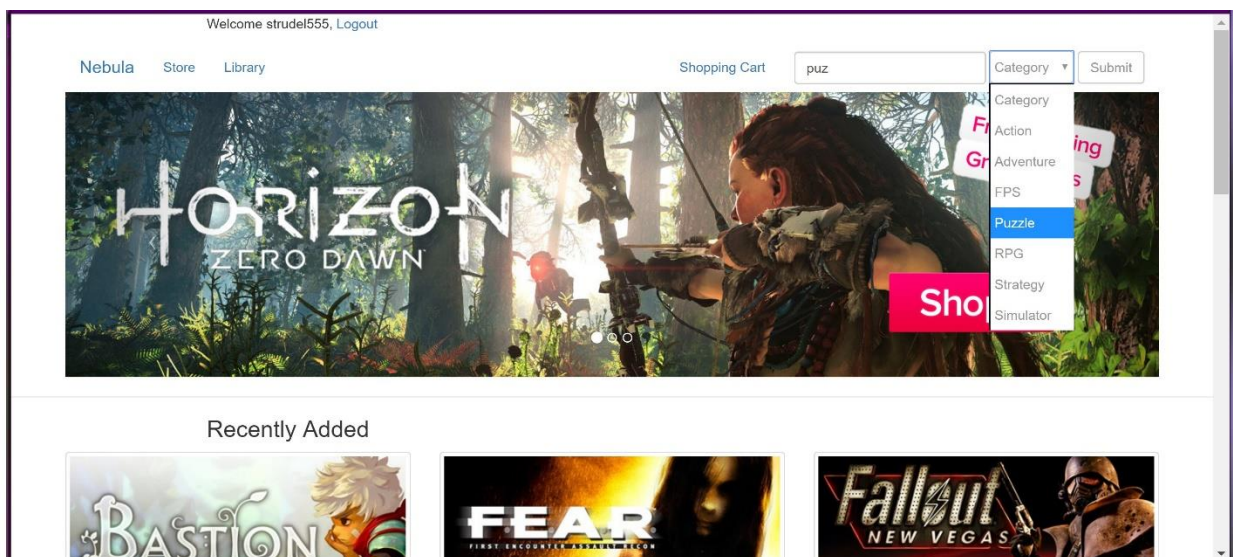 Welcome strudel555, Logout
Nebula Store Library Shopping Cart puz Category Submit
Category
Action
Adventure
FPS
Puzzle
RPG
Strategy
Simulator
ing
HORIZON
ZERO DAWN
Recently Added
BASTION
F.E.A.R.
FIRST ENCOUNTER ASSAULT RECON
Fallout
NEW VEGAS